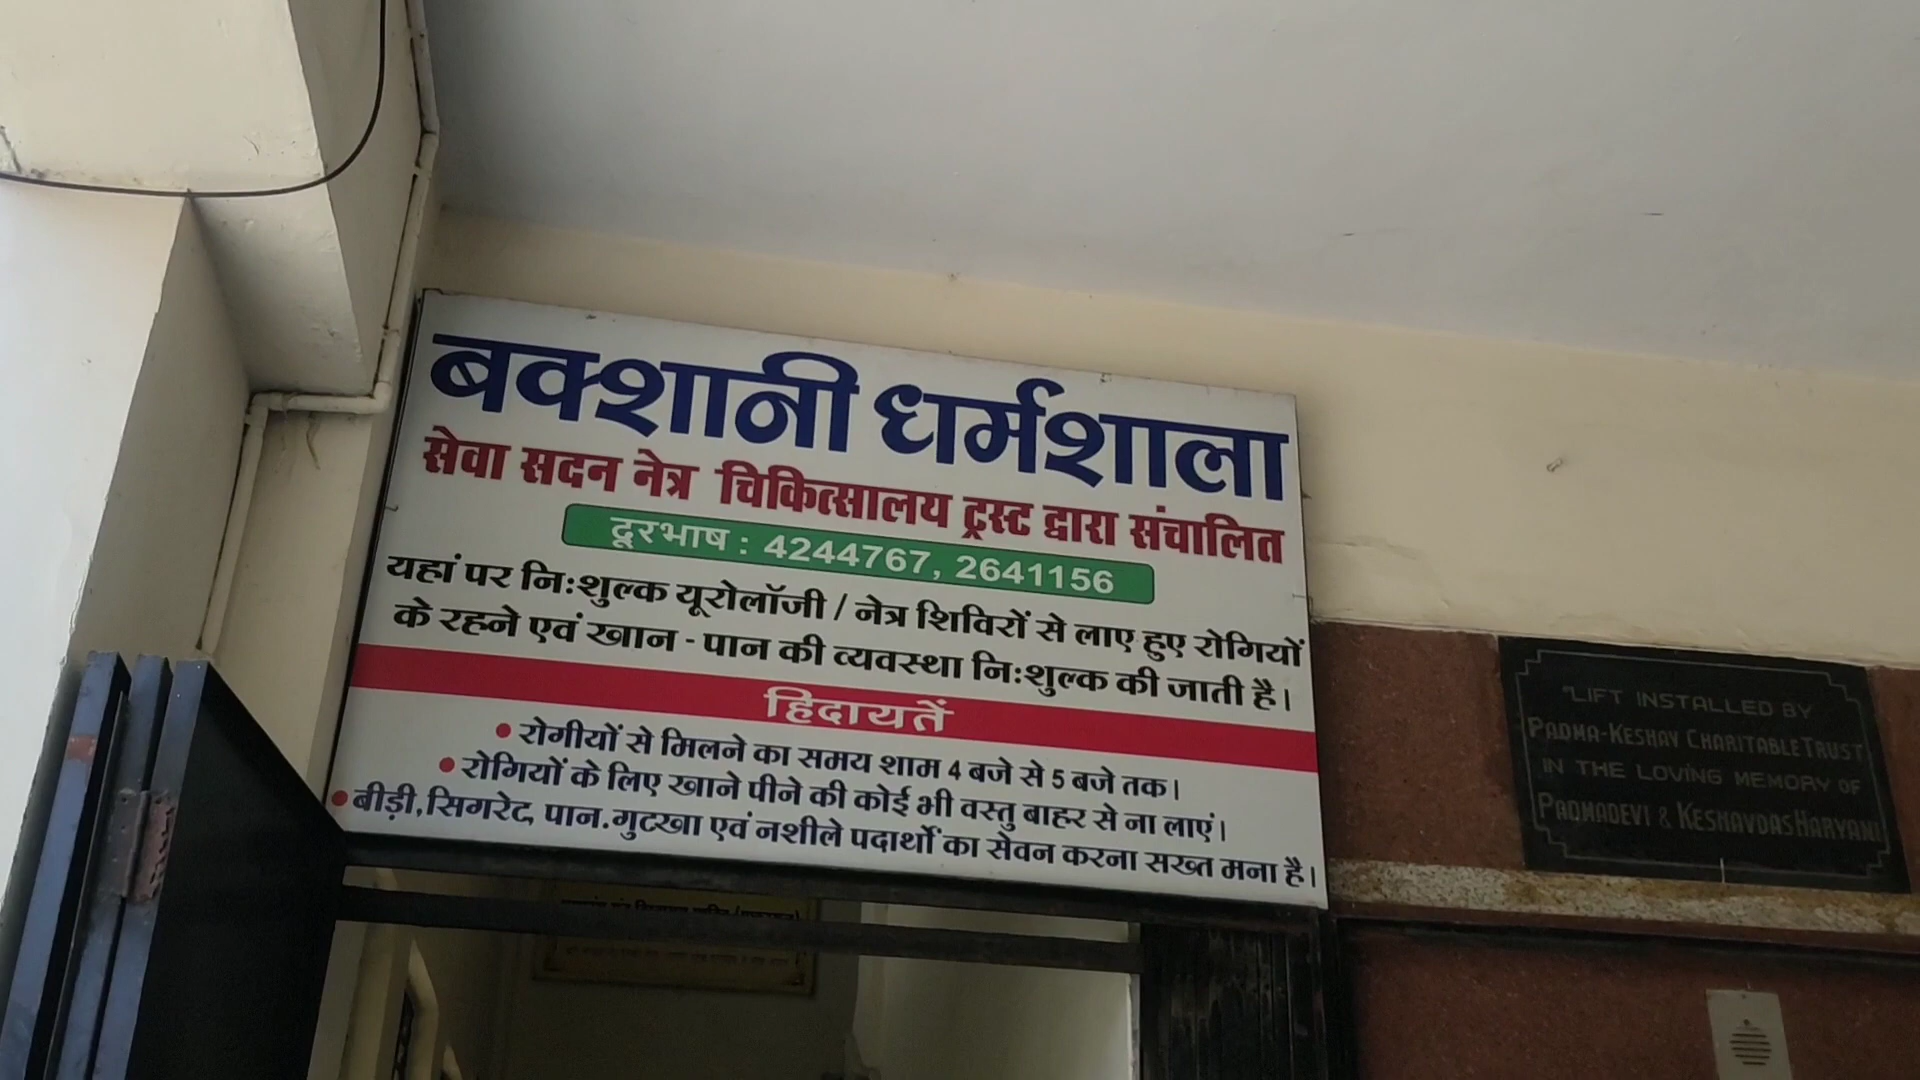 बक्शानी धर्मशाला
सेवा सदन नेत्र चिकित्सालय ट्रस्ट द्वारा संचालित
दूरभाष : 4244767, 2641156
यहां पर नि:शुल्क यूरोलॉजी / नेत्र शिविरों से लाए हुए रोगियों
के रहने एवं खान - पान की व्यवस्था नि:शुल्क की जाती है।
हिदायतें
• रोगीयों से मिलने का समय शाम 4 बजे से 5 बजे तक।
• रोगियों के लिए खाने पीने की कोई भी वस्तु बाहर से ना लाएं।
• बीड़ी, सिगरेट, पान. गुटखा एवं नशीले पदार्थों का सेवन करना सख्त मना है।
"LIFT INSTALLED BY
PADMA-KESHAV CHARITABLE TRUST
IN THE LOVING MEMORY OF
PADMADEVI & KESHAVDAS HARYANI